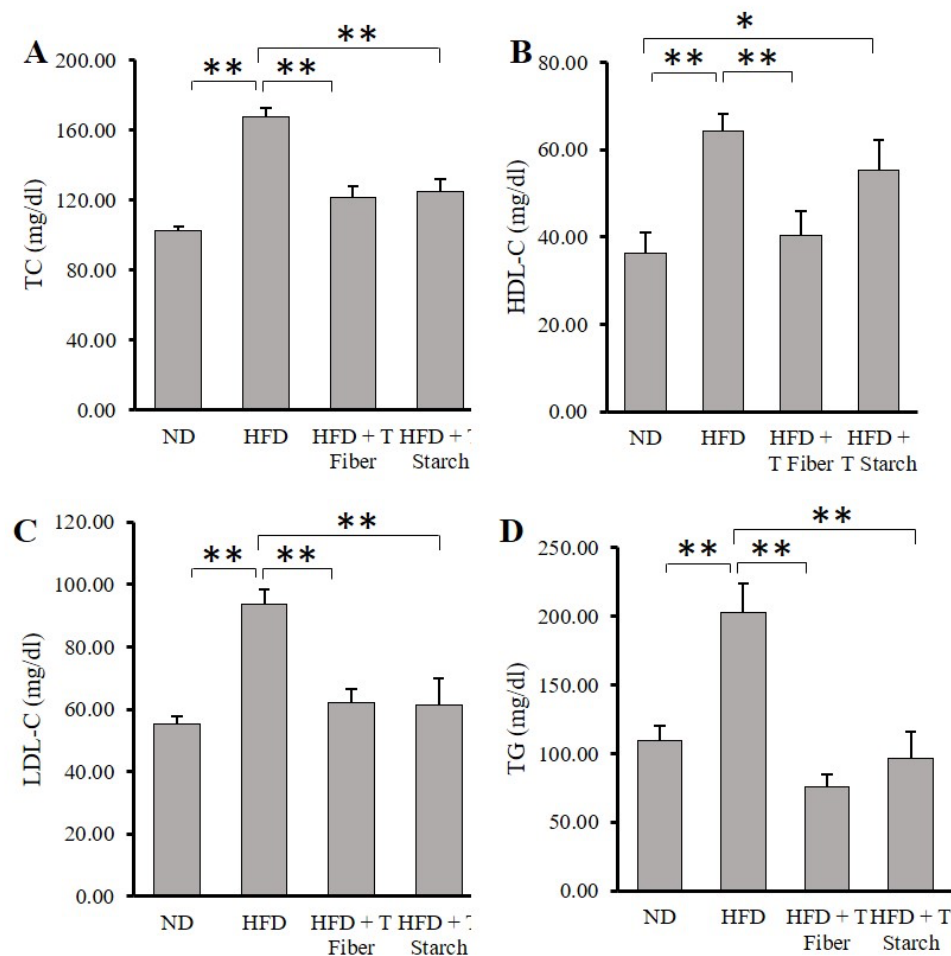 A
TC (mg/dl)
200.00
160.00
120.00
80.00
40.00
0.00
**
**
**
ND
HFD
HFD + T
Fiber
HFD + T
Starch
B
HDL-C (mg/dl)
80.00
60.00
40.00
20.00
0.00
*
**
**
ND
HFD
HFD +
T Fiber
HFD +
T Starch
C
LDL-C (mg/dl)
120.00
100.00
80.00
60.00
40.00
20.00
0.00
**
**
**
ND
HFD
HFD + T
Fiber
HFD + T
Starch
D
TG (mg/dl)
250.00
200.00
150.00
100.00
50.00
0.00
**
**
**
ND
HFD
HFD + T
Fiber
HFD + T
Starch